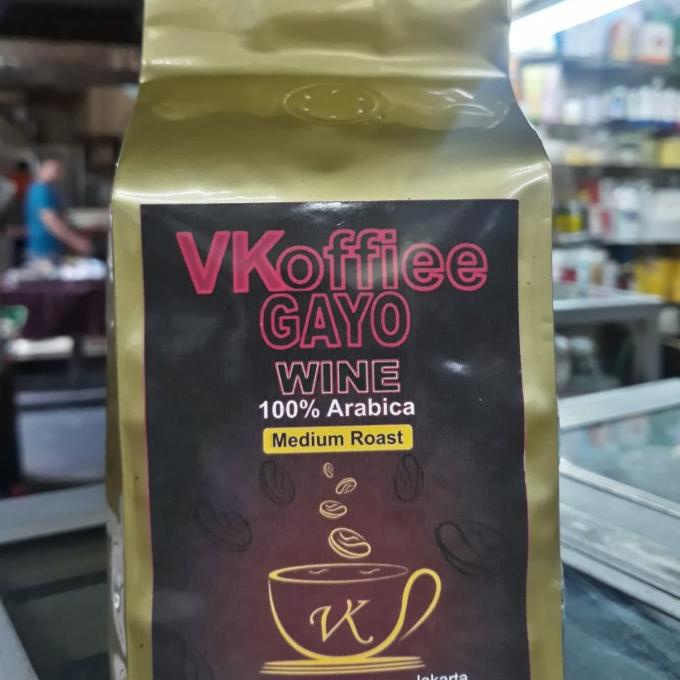 VKoffiee
GAYO
WINE
100% Arabica
Medium Roast
VK
Jakarta